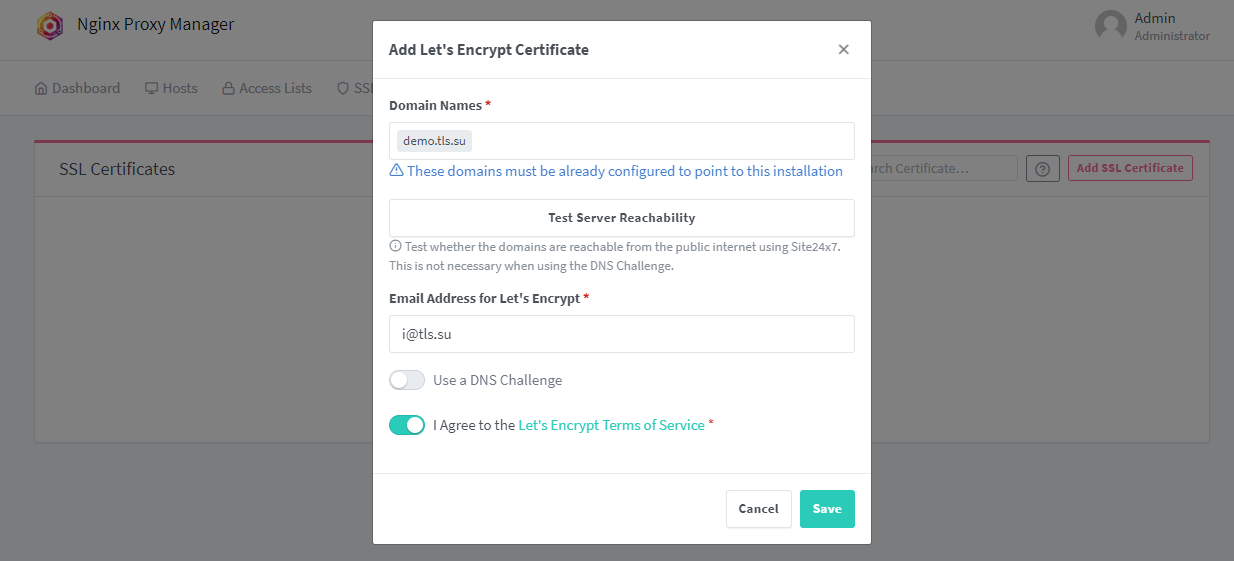 Nginx Proxy Manager
Admin
Administrator
Dashboard
Hosts
Access Lists
SSL Certificates
Add SSL Certificate
Add Let's Encrypt Certificate
Domain Names *
demo.tls.su
These domains must be already configured to point to this installation
Test Server Reachability
Test whether the domains are reachable from the public internet using Site24x7.
This is not necessary when using the DNS Challenge.
Email Address for Let's Encrypt *
i@tls.su
Use a DNS Challenge
I Agree to the Let's Encrypt Terms of Service *
Cancel
Save